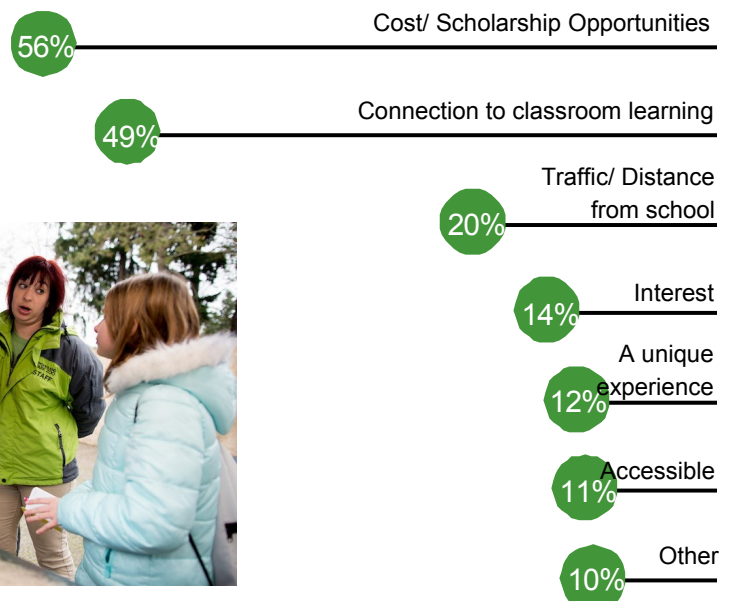 Cost/ Scholarship Opportunities
56%
Connection to classroom learning
49%
Traffic/ Distance
from school
20%
Interest
14%
A unique
experience
12%
Accessible
11%
Other
10%
STAFF